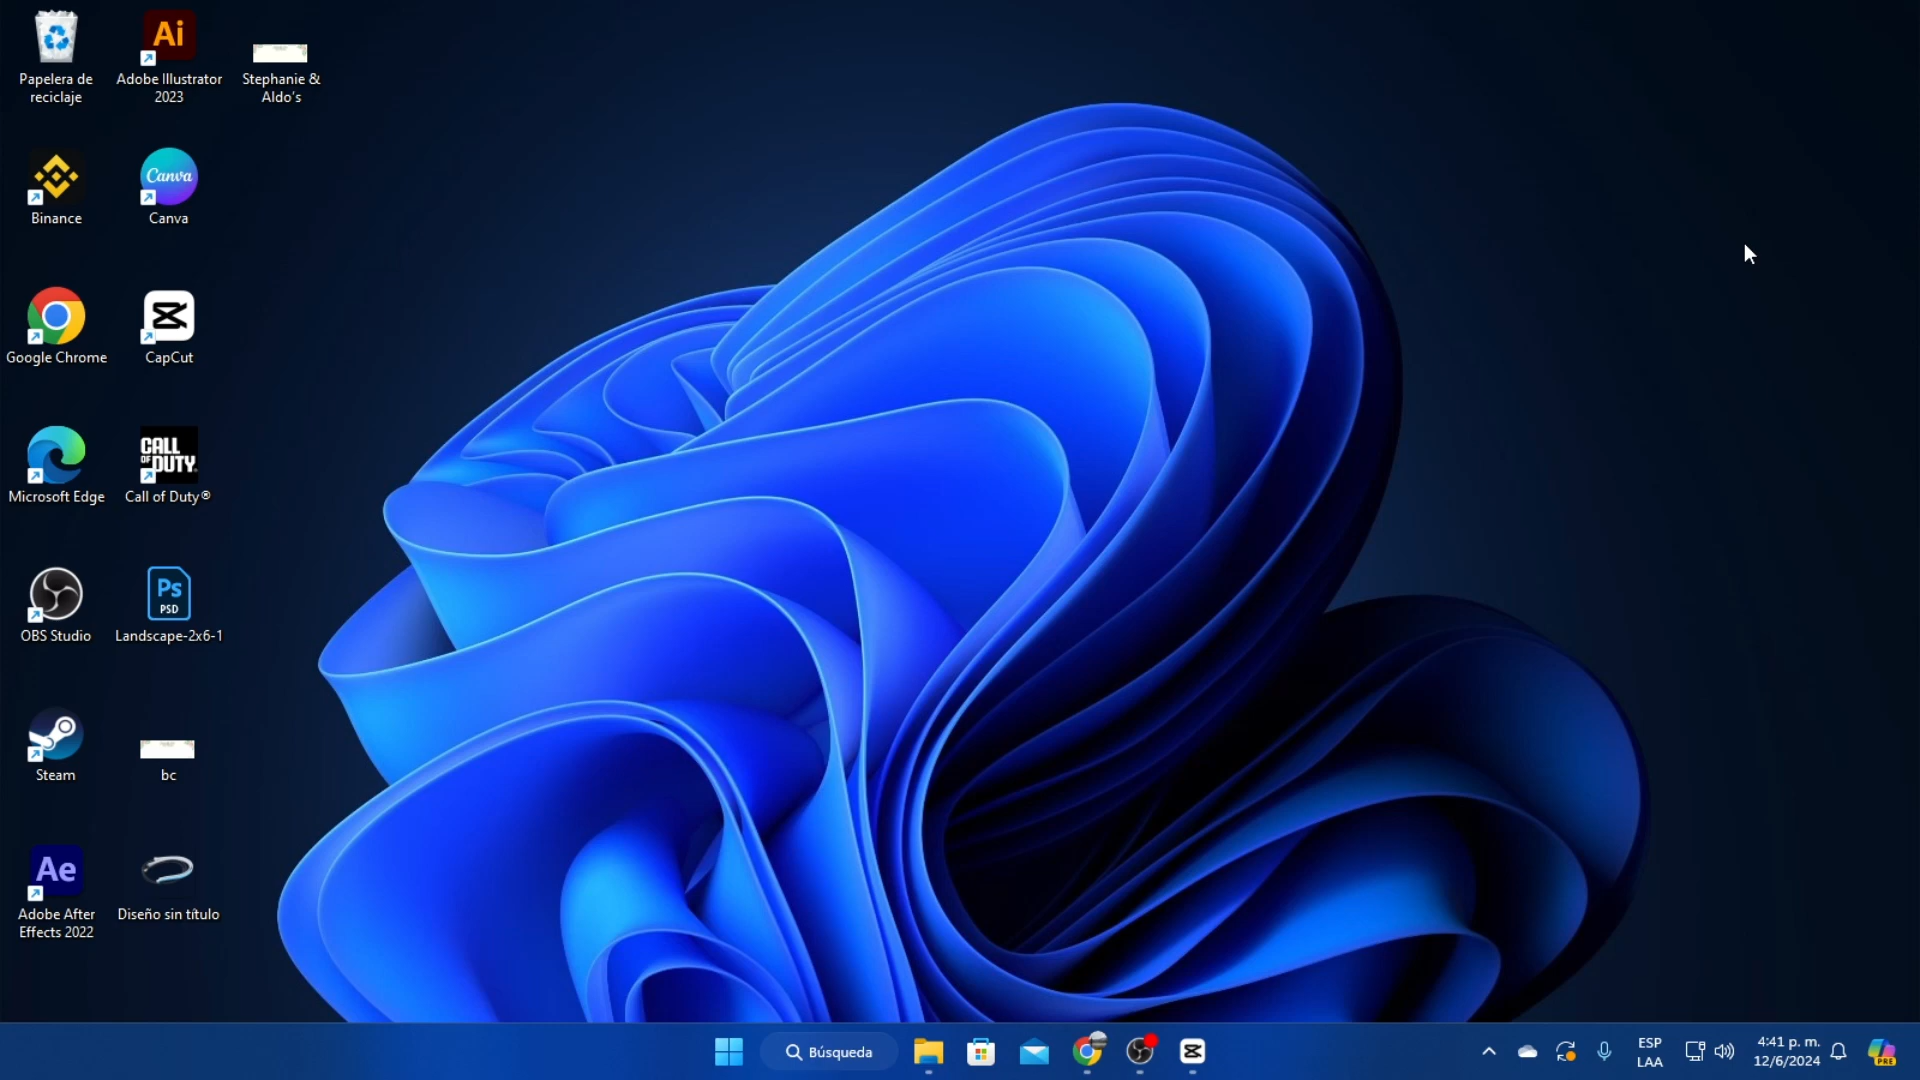 Papelera de
reciclaje
Ai
Adobe Illustrator
2023
Stephanie &
Aldo's
Binance
Canva
Canva
Google Chrome
CapCut
Microsoft Edge
CALL
OF DUTY
Call of Duty®
OBS Studio
Ps
PSD
Landscape-2x6-1
Steam
bc
Ae
Adobe After
Effects 2022
Diseño sin título
Búsqueda
ESP
LAA
4:41 p. m.
12/6/2024
PRE